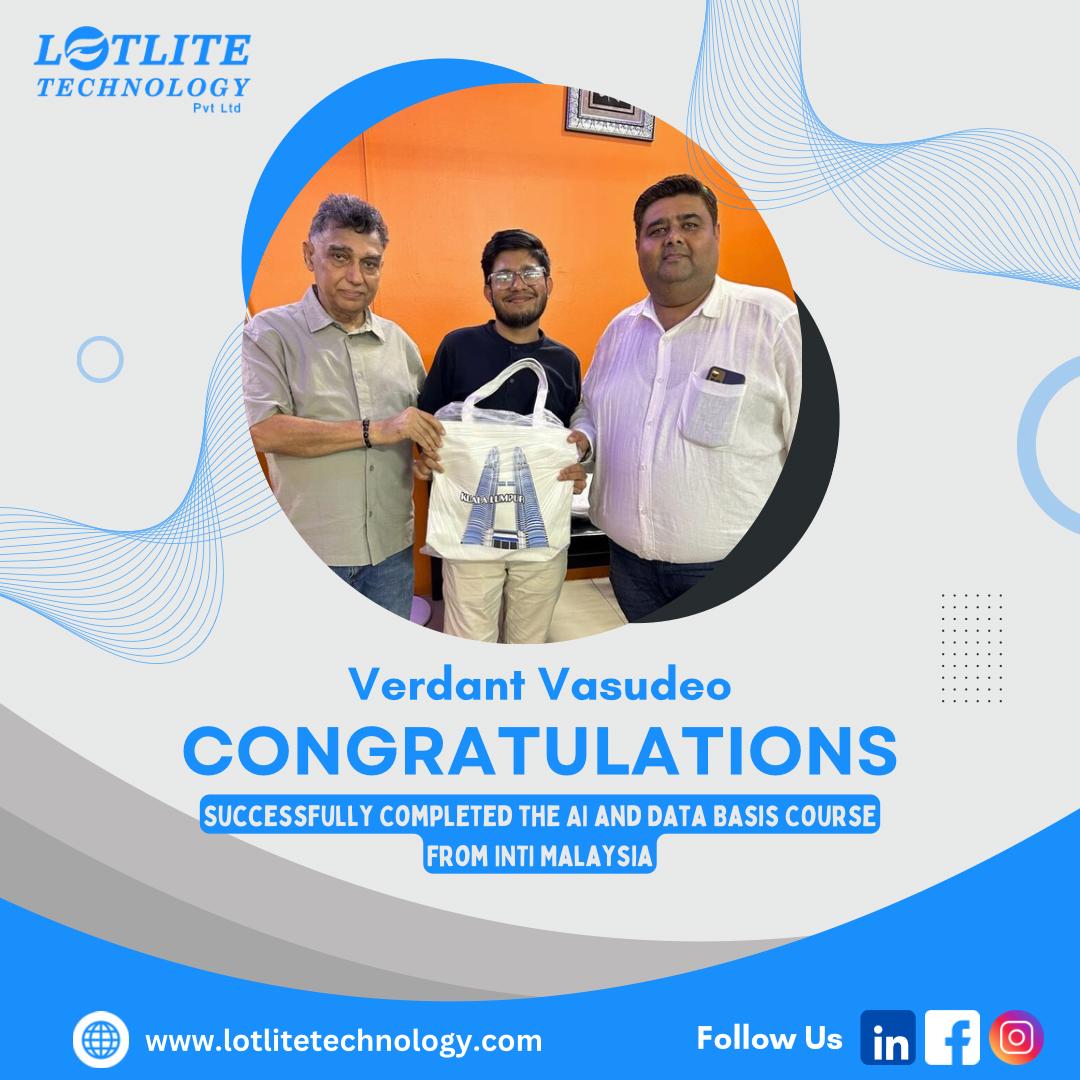 LOTLITE
TECHNOLOGY
Pvt Ltd
KUALA LUMPUR
Verdant Vasudeo
CONGRATULATIONS
SUCCESSFULLY COMPLETED THE AI AND DATA BASIS COURSE
FROM INTI MALAYSIA
www.lotlitetechnology.com
Follow Us